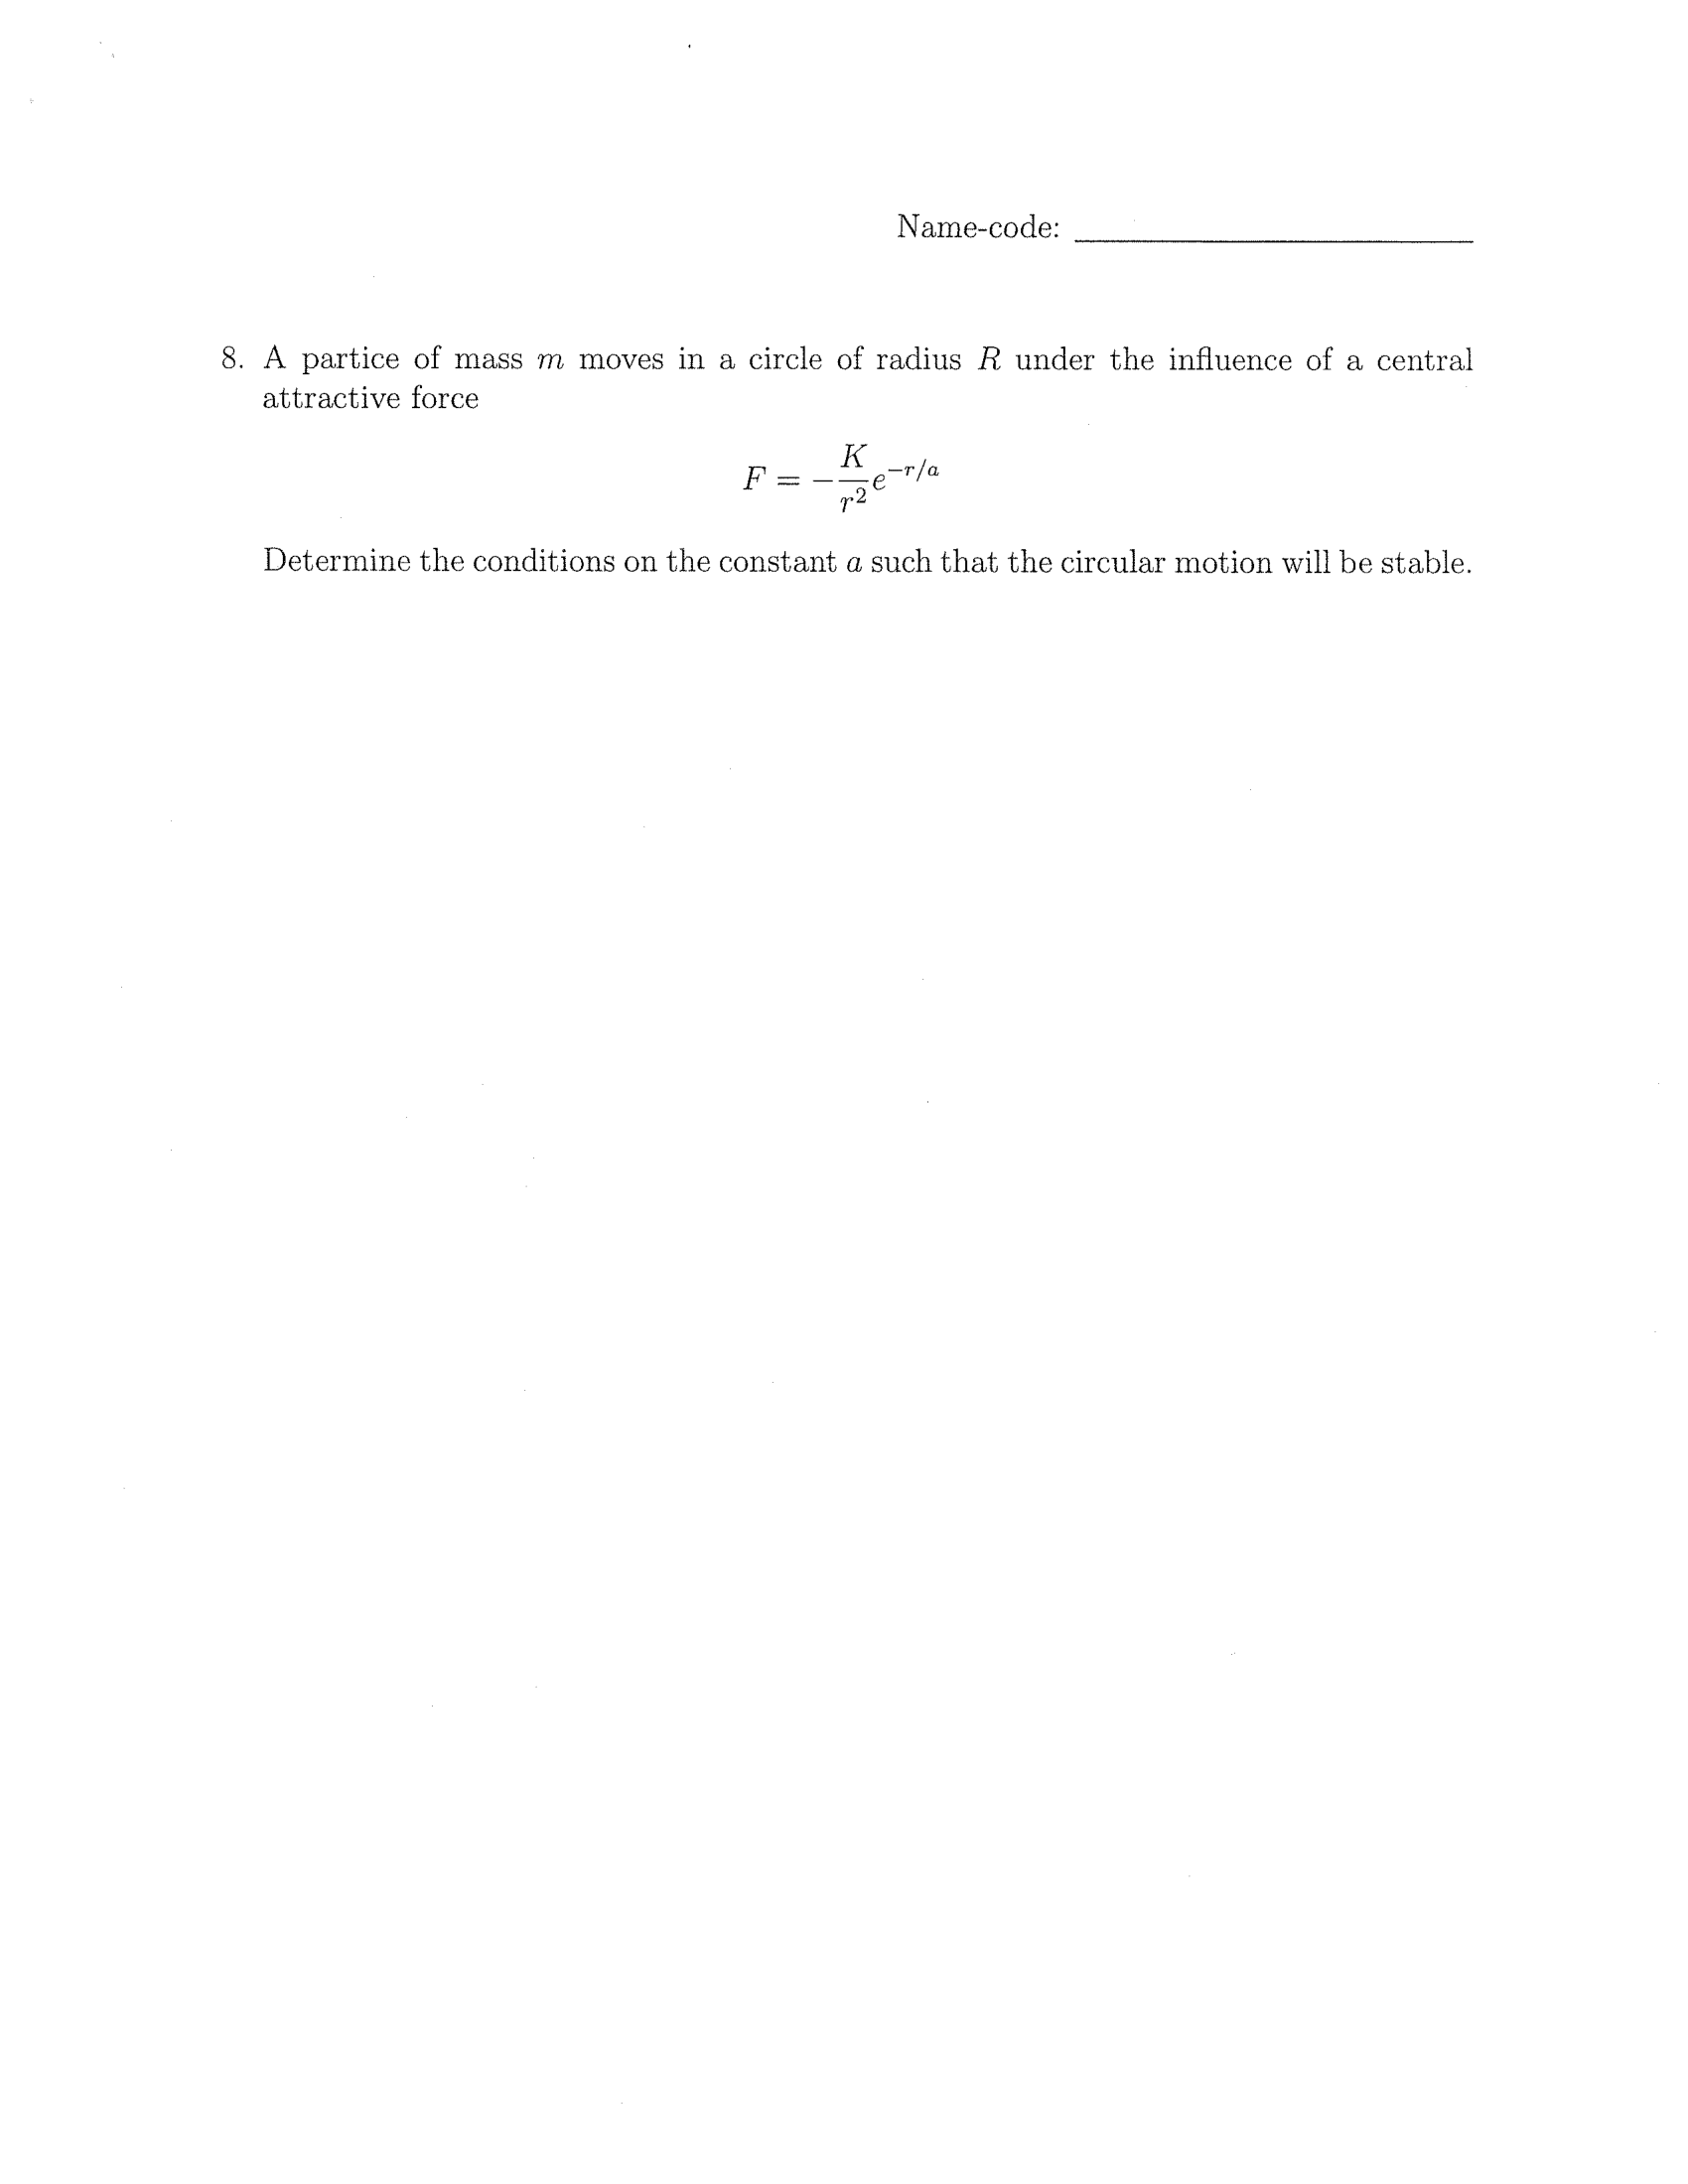 Name-code:
8. A partice of mass m moves in a circle of radius R under the influence of a central
attractive force
F = -\frac{K}{r^2}e^{-r/a}
Determine the conditions on the constant a such that the circular motion will be stable.